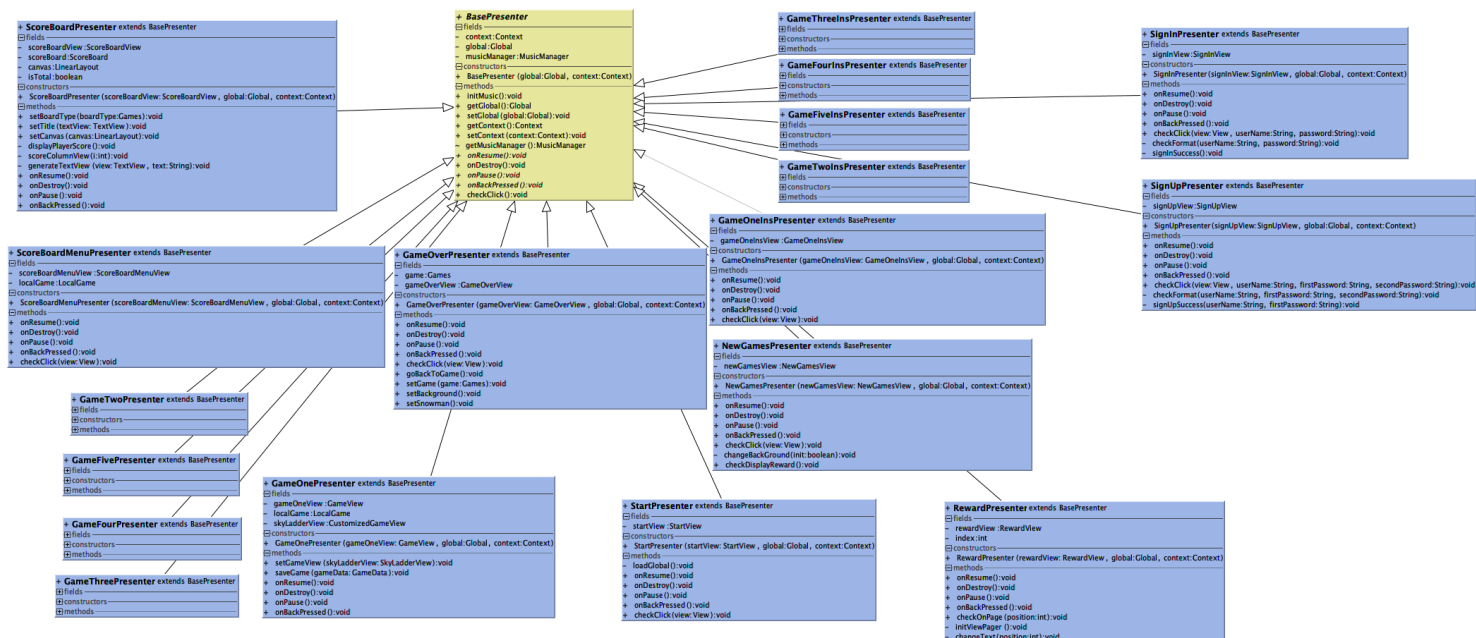 + ScoreBoardPresenter extends BasePresenter
fields
- scoreBoardView :ScoreBoardView
- scoreBoard:ScoreBoard
- canvas:LinearLayout
- isTotal:boolean
constructors
+ ScoreBoardPresenter (scoreBoardView: ScoreBoardView , global:Global, context:Context)
methods
+ setBoardType(boardType:Games):void
+ setTitle (textView: TextView ):void
+ setCanvas (canvas:LinearLayout):void
- displayPlayerScore ():void
- scoreColumnView (i:int):void
- generateTextView (view: TextView , text:String):void
+ onResume():void
+ onDestroy():void
+ onPause():void
+ onBackPressed():void
+ BasePresenter
fields
- context:Context
- global:Global
- musicManager:MusicManager
constructors
+ BasePresenter (global:Global, context:Context)
methods
+ initMusic():void
+ getGlobal():Global
+ setGlobal (global:Global):void
+ getContext():Context
+ setContext (context:Context):void
- getMusicManager ():MusicManager
+ onResume():void
+ onDestroy():void
+ onPause():void
+ onBackPressed():void
+ checkClick():void
+ GameThreeInsPresenter extends BasePresenter
fields
constructors
methods
+ GameFourInsPresenter extends BasePresenter
fields
constructors
methods
+ GameFiveInsPresenter extends BasePresenter
fields
constructors
methods
+ GameTwoInsPresenter extends BasePresenter
fields
constructors
methods
+ SignInPresenter extends BasePresenter
fields
- signInView:SignInView
constructors
+ SignInPresenter (signInView:SignInView, global:Global, context:Context)
methods
+ onResume():void
+ onDestroy():void
+ onPause():void
+ onBackPressed():void
+ checkClick(view: View , userName:String, password:String):void
- checkFormat(userName:String, password:String):void
- signInSuccess():void
+ SignUpPresenter extends BasePresenter
fields
- signUpView:SignUpView
constructors
+ SignUpPresenter (signUpView:SignUpView, global:Global, context:Context)
methods
+ onResume():void
+ onDestroy():void
+ onPause():void
+ onBackPressed():void
+ checkClick(view: View , userName:String, firstPassword:String, secondPassword:String):void
- checkFormat(userName:String, firstPassword:String, secondPassword:String):void
- signUpSuccess(userName:String, firstPassword:String):void
+ ScoreBoardMenuPresenter extends BasePresenter
fields
- scoreBoardMenuView :ScoreBoardMenuView
- localGame:LocalGame
constructors
+ ScoreBoardMenuPresenter (scoreBoardMenuView: ScoreBoardMenuView , global:Global, context:Context)
methods
+ onResume():void
+ onDestroy():void
+ onPause():void
+ onBackPressed():void
+ checkClick(view: View):void
+ GameOverPresenter extends BasePresenter
fields
- game:Games
- gameOverView :GameOverView
constructors
+ GameOverPresenter (gameOverView: GameOverView , global:Global, context:Context)
methods
+ onResume():void
+ onDestroy():void
+ onPause():void
+ onBackPressed():void
+ checkClick(view: View):void
+ goBackToGame():void
+ setGame (game:Games):void
+ setBackground():void
+ setSnowman():void
+ GameOneInsPresenter extends BasePresenter
fields
- gameOneInsView :GameOneInsView
constructors
+ GameOneInsPresenter (gameOneInsView: GameOneInsView , global:Global, context:Context)
methods
+ onResume():void
+ onDestroy():void
+ onPause():void
+ onBackPressed():void
+ checkClick(view: View):void
+ NewGamesPresenter extends BasePresenter
fields
- newGamesView :NewGamesView
constructors
+ NewGamesPresenter (newGamesView: NewGamesView , global:Global, context:Context)
methods
+ onResume():void
+ onDestroy():void
+ onPause():void
+ onBackPressed():void
+ checkClick(view: View):void
- changeBackGround(init:boolean):void
+ checkDisplayReward():void
+ GameTwoPresenter extends BasePresenter
fields
constructors
methods
+ GameFivePresenter extends BasePresenter
fields
constructors
methods
+ GameFourPresenter extends BasePresenter
fields
constructors
methods
+ GameThreePresenter extends BasePresenter
fields
constructors
methods
+ GameOnePresenter extends BasePresenter
fields
- gameOneView :GameView
- localGame:LocalGame
- skyLadderView :CustomizedGameView
constructors
+ GameOnePresenter (gameOneView: GameView , global:Global, context:Context)
methods
+ setGameView (skyLadderView: SkyLadderView):void
+ saveGame (gameData: GameData ):void
+ onResume():void
+ onDestroy():void
+ onPause():void
+ onBackPressed():void
+ StartPresenter extends BasePresenter
fields
- startView :StartView
constructors
+ StartPresenter (startView: StartView , global:Global, context:Context)
methods
- loadGlobal():void
+ onResume():void
+ onDestroy():void
+ onPause():void
+ onBackPressed():void
+ checkClick(view: View):void
+ RewardPresenter extends BasePresenter
fields
- rewardView :RewardView
- index:int
constructors
+ RewardPresenter (rewardView: RewardView , global:Global, context:Context)
methods
+ onResume():void
+ onDestroy():void
+ onPause():void
+ onBackPressed():void
+ checkOnPage (position:int):void
- initViewPager ():void
- changeText(position:int):void